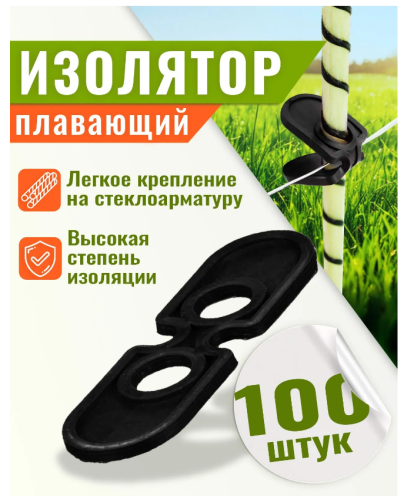 ИЗОЛЯТОР
плавающий
Легкое крепление
на стеклоарматуру
Высокая
степень
изоляции
100
штук